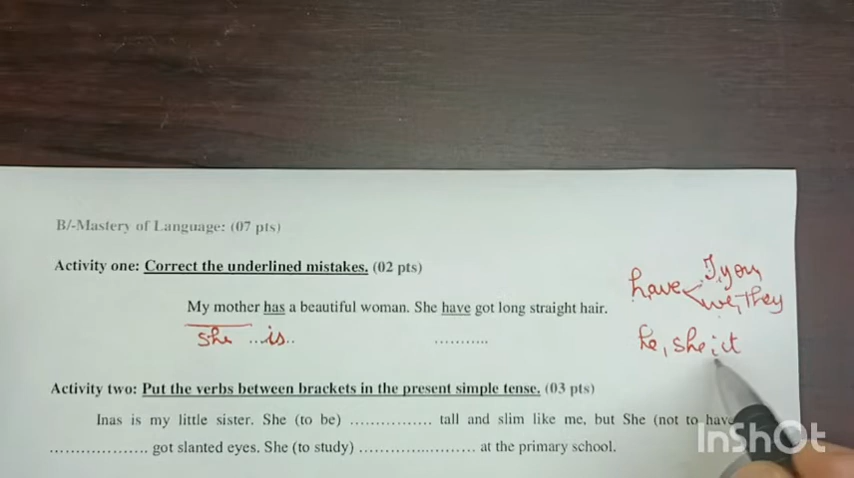 B/-Mastery of Language: (07 pts)
Activity one: Correct the underlined mistakes. (02 pts)
My mother has a beautiful woman. She have got long straight hair.
she ...is.. ...........
have < I, you,
we, they
he, she, it
Activity two: Put the verbs between brackets in the present simple tense. (03 pts)
Inas is my little sister. She (to be) ................ tall and slim like me, but She (not to have
................... got slanted eyes. She (to study) ....................... at the primary school.
InShOt